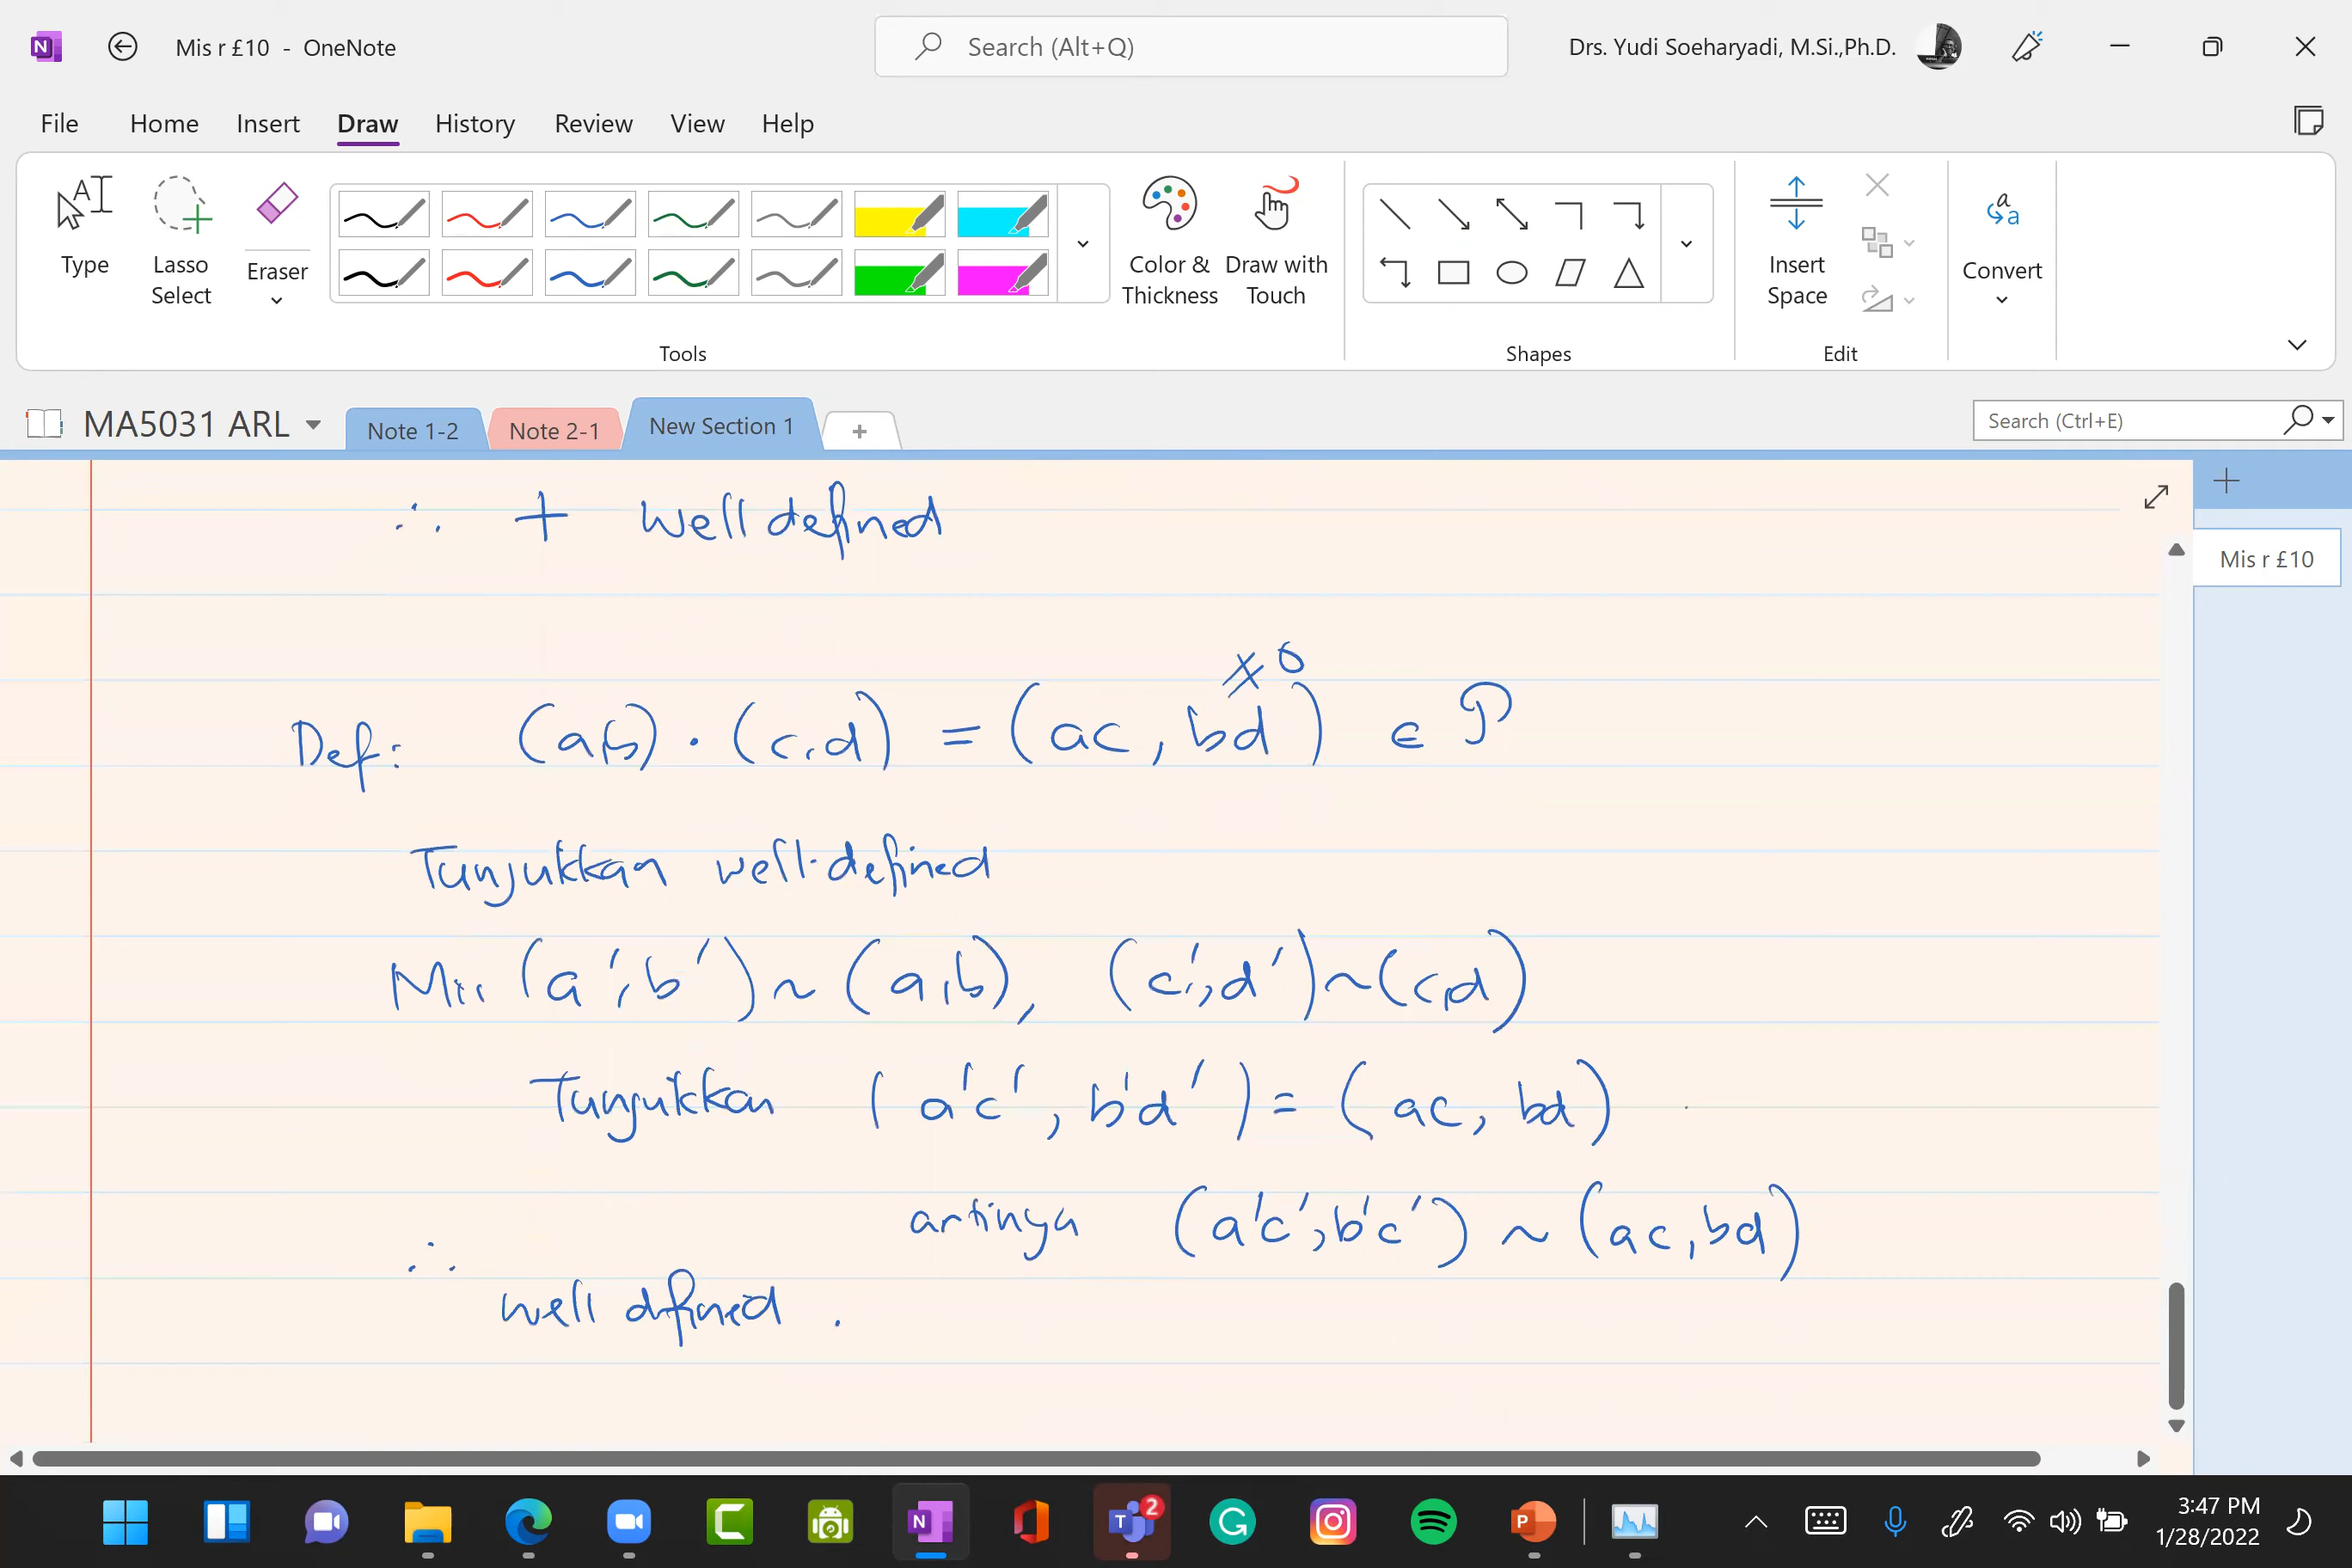 Mis r £10 - OneNote
Search (Alt+Q)
Drs. Yudi Soeharyadi, M.Si.,Ph.D.
File Home Insert Draw History Review View Help
Type
Lasso Select
Eraser
Color & Thickness
Draw with Touch
Insert Space
Convert
Tools
Shapes
Edit
MA5031 ARL
Note 1-2
Note 2-1
New Section 1
Search (Ctrl+E)
Mis r £10
∴ + well defined
≠ 0
Def: (a,b) · (c,d) = (ac, bd) ∈ P
Tunjukkan well-defined
Mis (a',b') ~ (a,b), (c',d') ~ (c,d)
Tunjukkan (a'c', b'd') = (ac, bd)
artinya (a'c', b'c') ~ (ac, bd)
∴ well defined.
2
3:47 PM
1/28/2022